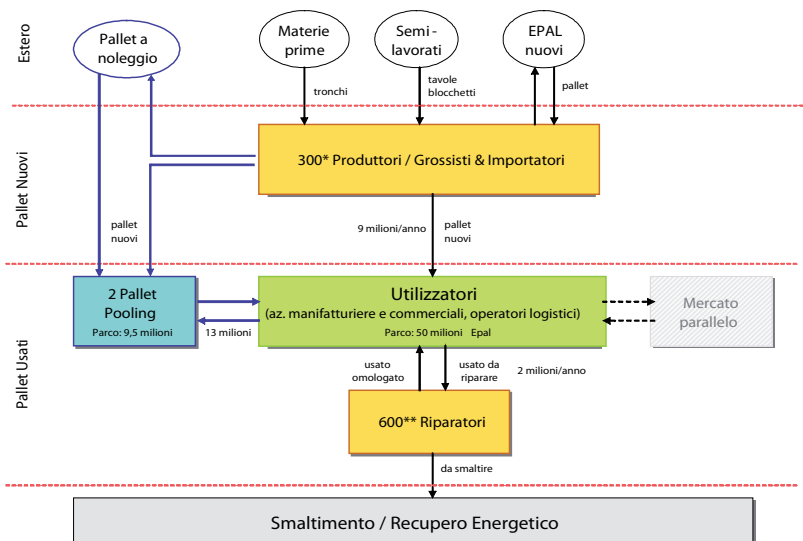 Estero
Pallet a
noleggio
Materie
prime
Semi -
lavorati
EPAL
nuovi
tronchi
tavole
blocchetti
pallet
Pallet Nuovi
300* Produttori / Grossisti & Importatori
pallet
nuovi
9 milioni/anno
pallet
nuovi
Pallet Usati
2 Pallet
Pooling
Parco: 9,5 milioni
13 milioni
Utilizzatori
(az. manifatturiere e commerciali, operatori logistici)
Parco: 50 milioni Epal
Mercato
parallelo
usato
omologato
usato da
riparare
2 milioni/anno
600** Riparatori
da smaltire
Smaltimento / Recupero Energetico